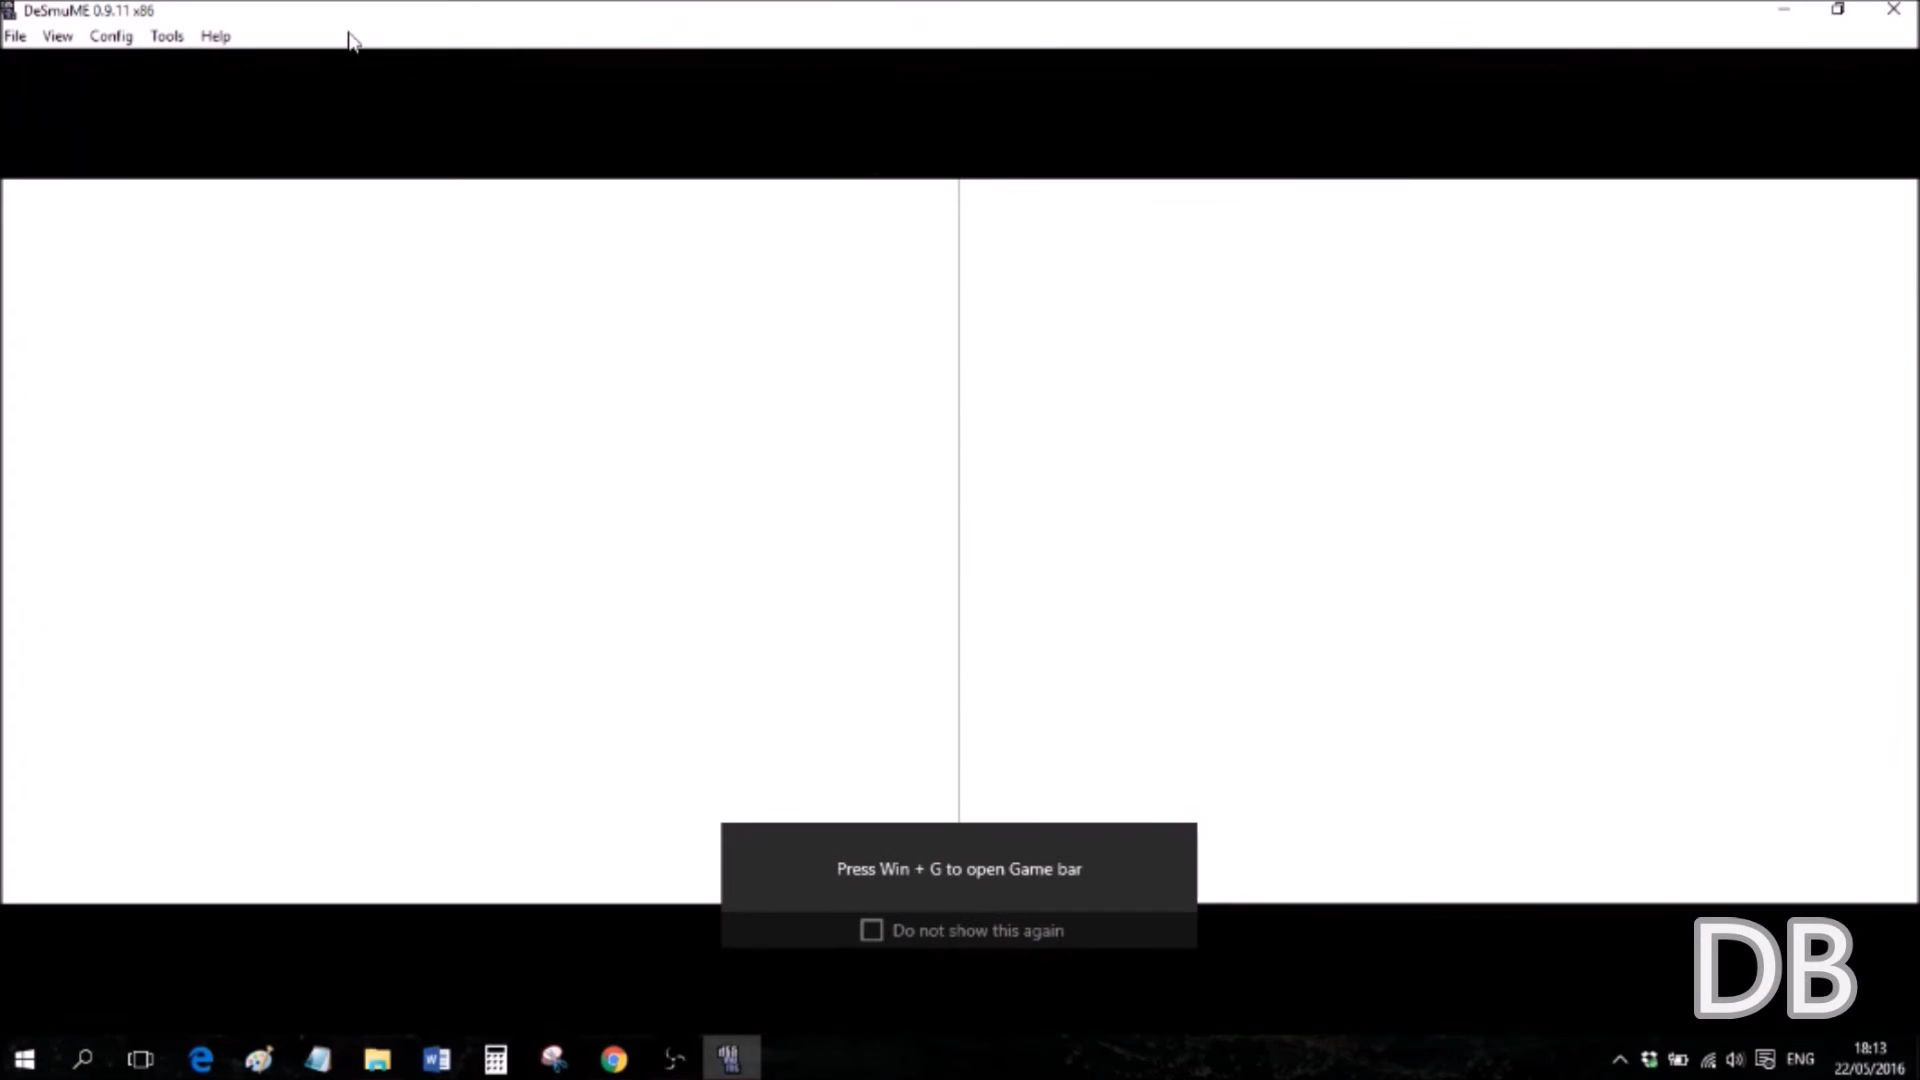 DeSmuME 0.9.11 x86
File View Config Tools Help
Press Win + G to open Game bar
Do not show this again
DB
ENG
18:13
22/05/2016